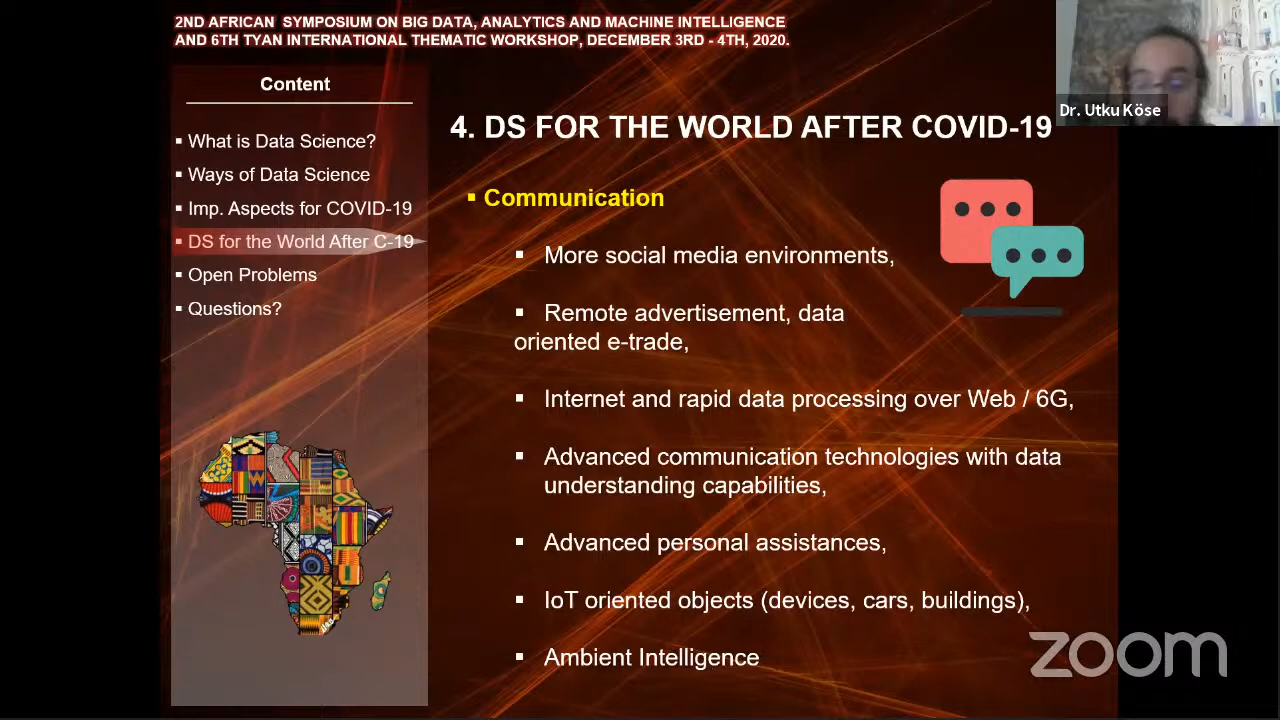 2ND AFRICAN SYMPOSIUM ON BIG DATA, ANALYTICS AND MACHINE INTELLIGENCE
AND 6TH TYAN INTERNATIONAL THEMATIC WORKSHOP, DECEMBER 3RD - 4TH, 2020.
Dr. Utku Köse
Content
▪ What is Data Science?
▪ Ways of Data Science
▪ Imp. Aspects for COVID-19
▪ DS for the World After C-19
▪ Open Problems
▪ Questions?
4. DS FOR THE WORLD AFTER COVID-19
▪ Communication
▪ More social media environments,
▪ Remote advertisement, data
oriented e-trade,
▪ Internet and rapid data processing over Web / 6G,
▪ Advanced communication technologies with data
understanding capabilities,
▪ Advanced personal assistances,
▪ IoT oriented objects (devices, cars, buildings),
▪ Ambient Intelligence
zoom